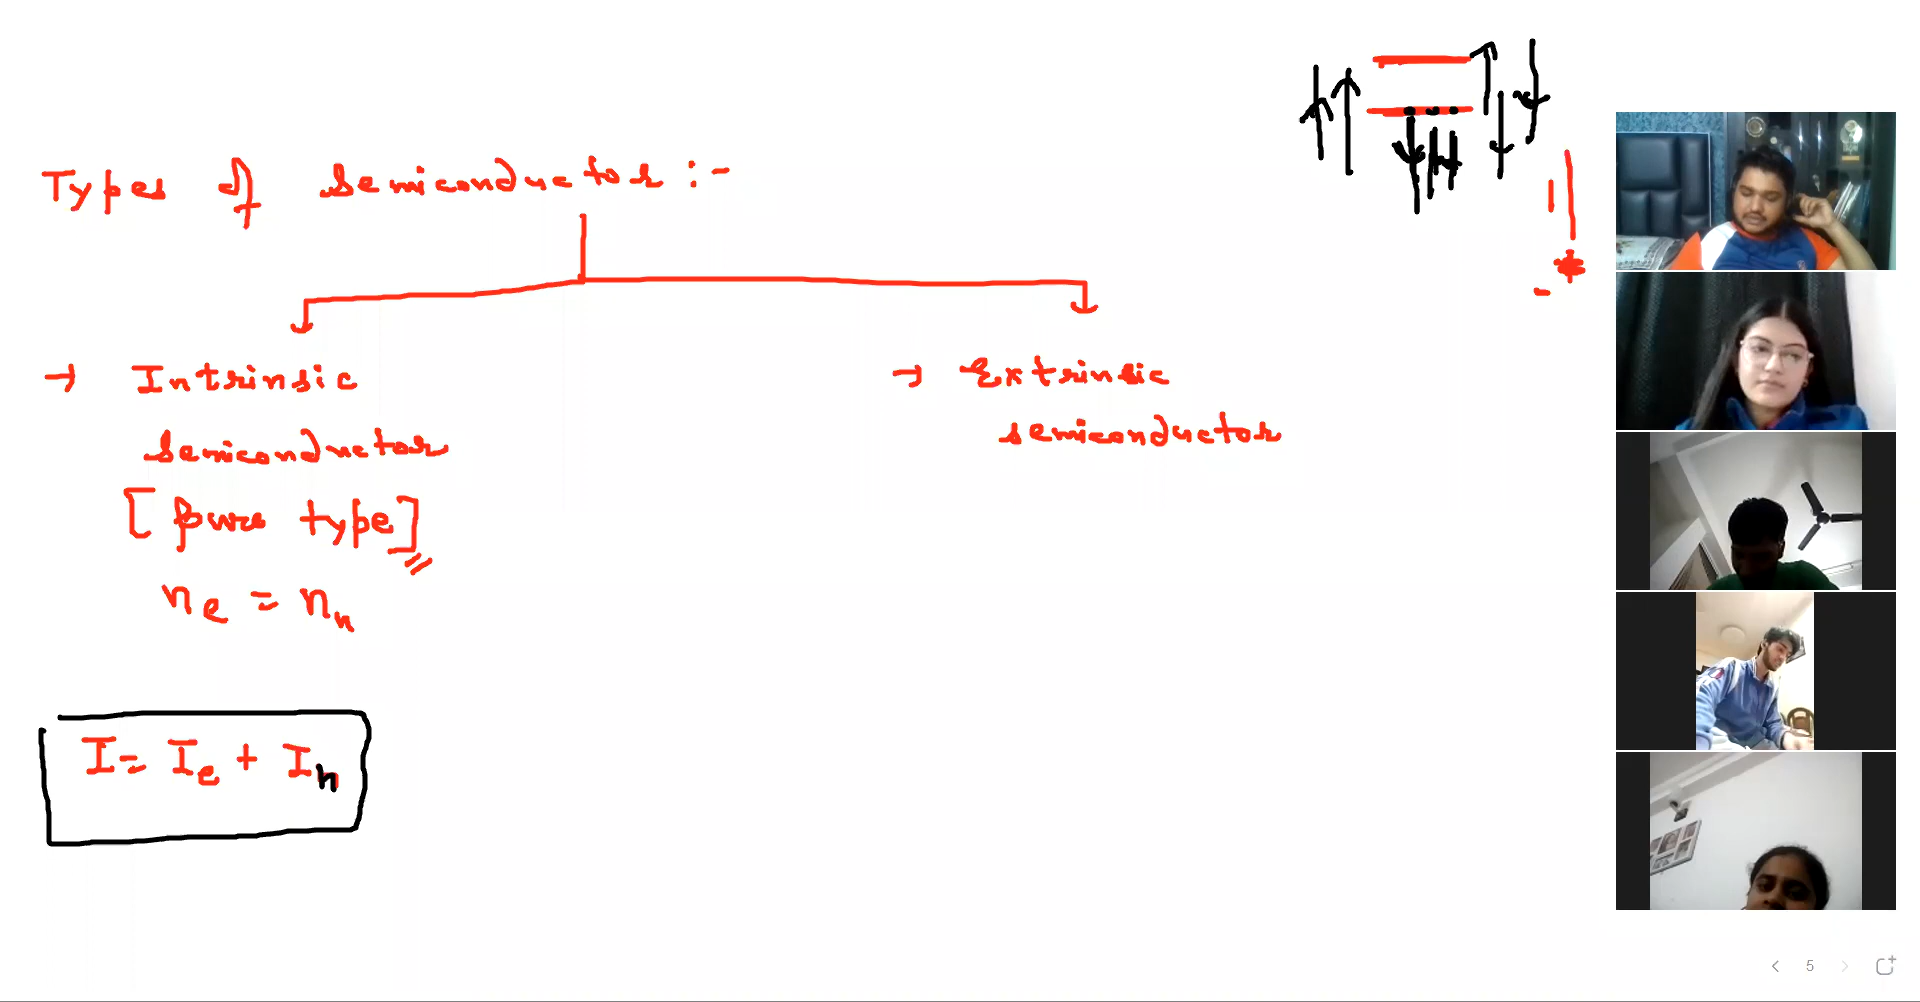 Types of Semiconductor :-
→ Intrinsic
Semiconductor
[ pure type ]
nₑ = nₕ
I = Iₑ + Iₕ
→ Extrinsic
semiconductor
5